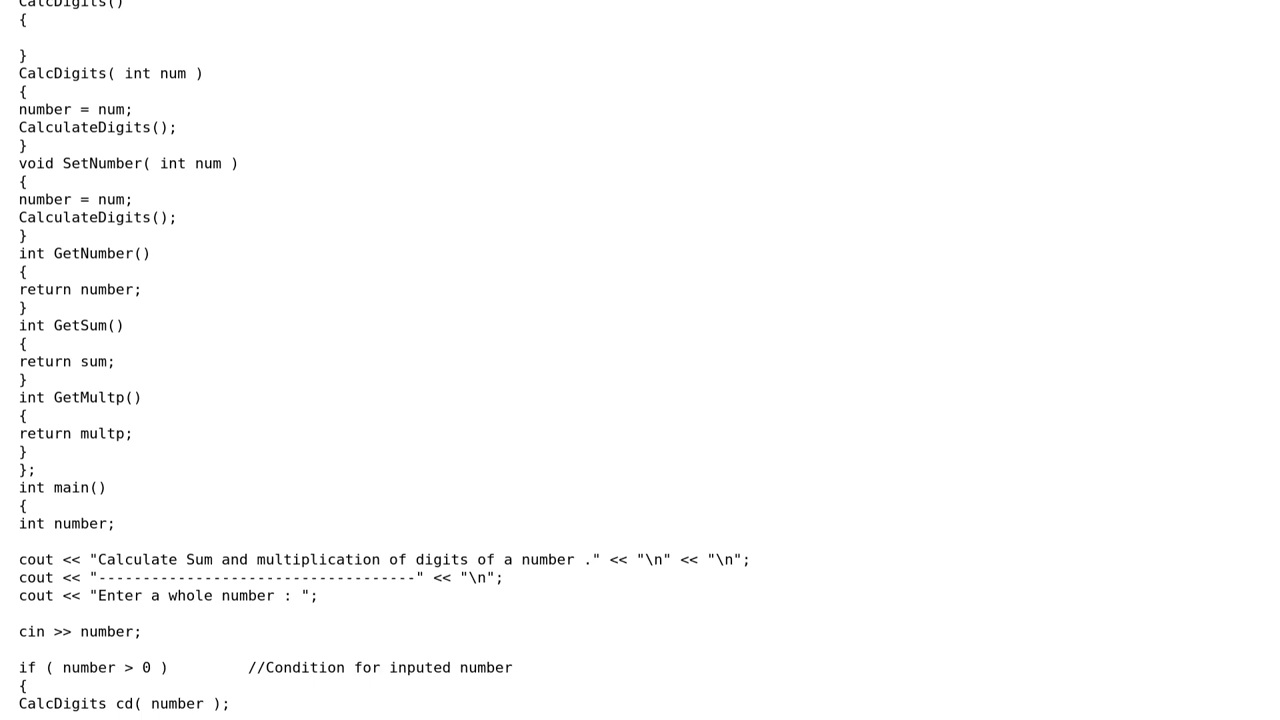 CalcDigits()
{
}
CalcDigits( int num )
{
number = num;
CalculateDigits();
}
void SetNumber( int num )
{
number = num;
CalculateDigits();
}
int GetNumber()
{
return number;
}
int GetSum()
{
return sum;
}
int GetMultp()
{
return multp;
}
};
int main()
{
int number;
cout << "Calculate Sum and multiplication of digits of a number ." << "\n" << "\n";
cout << "------------------------------------" << "\n";
cout << "Enter a whole number : ";
cin >> number;
if ( number > 0 )         //Condition for inputed number
{
CalcDigits cd( number );